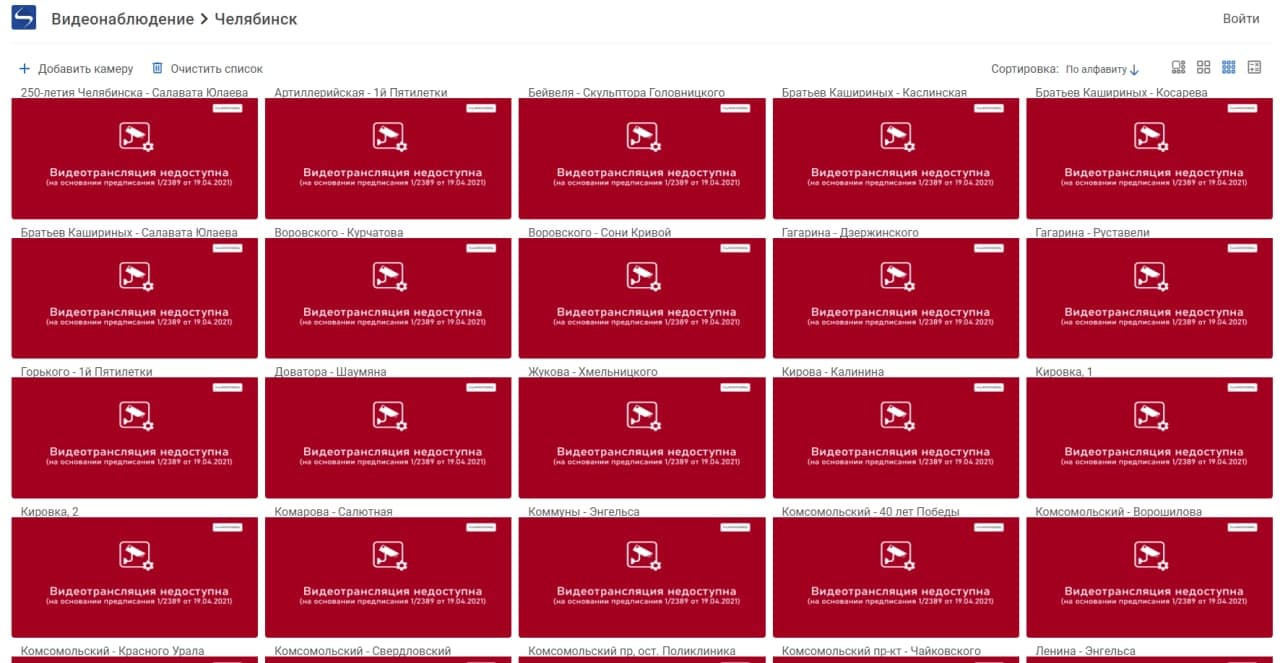 Видеонаблюдение > Челябинск
Войти
+ Добавить камеру
Очистить список
Сортировка: По алфавиту
250-летия Челябинска - Салавата Юлаева
Артиллерийская - 1й Пятилетки
Бейвеля - Скульптора Головницкого
Братьев Кашириных - Каслинская
Братьев Кашириных - Косарева
Видеотрансляция недоступна
(на основании предписания 1/2389 от 19.04.2021)
Видеотрансляция недоступна
(на основании предписания 1/2389 от 19.04.2021)
Видеотрансляция недоступна
(на основании предписания 1/2389 от 19.04.2021)
Видеотрансляция недоступна
(на основании предписания 1/2389 от 19.04.2021)
Видеотрансляция недоступна
(на основании предписания 1/2389 от 19.04.2021)
Братьев Кашириных - Салавата Юлаева
Воровского - Курчатова
Воровского - Сони Кривой
Гагарина - Дзержинского
Гагарина - Руставели
Видеотрансляция недоступна
(на основании предписания 1/2389 от 19.04.2021)
Видеотрансляция недоступна
(на основании предписания 1/2389 от 19.04.2021)
Видеотрансляция недоступна
(на основании предписания 1/2389 от 19.04.2021)
Видеотрансляция недоступна
(на основании предписания 1/2389 от 19.04.2021)
Видеотрансляция недоступна
(на основании предписания 1/2389 от 19.04.2021)
Горького - 1й Пятилетки
Доватора - Шаумяна
Жукова - Хмельницкого
Кирова - Калинина
Кировка, 1
Видеотрансляция недоступна
(на основании предписания 1/2389 от 19.04.2021)
Видеотрансляция недоступна
(на основании предписания 1/2389 от 19.04.2021)
Видеотрансляция недоступна
(на основании предписания 1/2389 от 19.04.2021)
Видеотрансляция недоступна
(на основании предписания 1/2389 от 19.04.2021)
Видеотрансляция недоступна
(на основании предписания 1/2389 от 19.04.2021)
Кировка, 2
Комарова - Салютная
Коммуны - Энгельса
Комсомольский - 40 лет Победы
Комсомольский - Ворошилова
Видеотрансляция недоступна
(на основании предписания 1/2389 от 19.04.2021)
Видеотрансляция недоступна
(на основании предписания 1/2389 от 19.04.2021)
Видеотрансляция недоступна
(на основании предписания 1/2389 от 19.04.2021)
Видеотрансляция недоступна
(на основании предписания 1/2389 от 19.04.2021)
Видеотрансляция недоступна
(на основании предписания 1/2389 от 19.04.2021)
Комсомольский - Красного Урала
Комсомольский - Свердловский
Комсомольский пр, ост. Поликлиника
Комсомольский пр-кт - Чайковского
Ленина - Энгельса